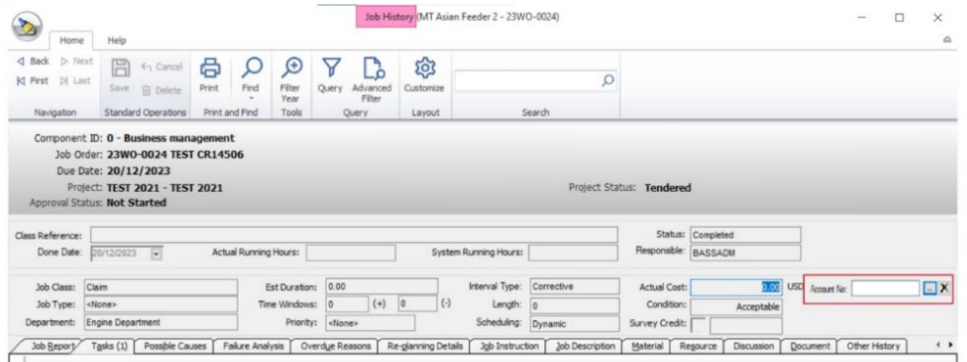 Job History (MT Asian Feeder 2 - 23WO-0024)
Home Help
Back Next Save Cancel Print Find Filter Year Query Advanced Filter Customize
First Last Delete
Navigation Standard Operations Print and Find Tools Query Layout Search
Component ID: 0 - Business management
Job Order: 23WO-0024 TEST CR14506
Due Date: 20/12/2023
Project: TEST 2021 - TEST 2021 Project Status: Tendered
Approval Status: Not Started
Class Reference: Status: Completed
Done Date: 20/12/2023 Actual Running Hours: System Running Hours: Responsible: BASSADM
Job Class: Claim Est Duration: 0.00 Interval Type: Corrective Actual Cost: 0.00 USD Account No: ... X
Job Type: <None> Time Windows: 0 (+) 0 (-) Length: 0 Condition: Acceptable
Department: Engine Department Priority: <None> Scheduling: Dynamic Survey Credit:
Job Report Tasks (1) Possible Causes Failure Analysis Overdue Reasons Re-planning Details Job Instruction Job Description Material Resource Discussion Document Other History